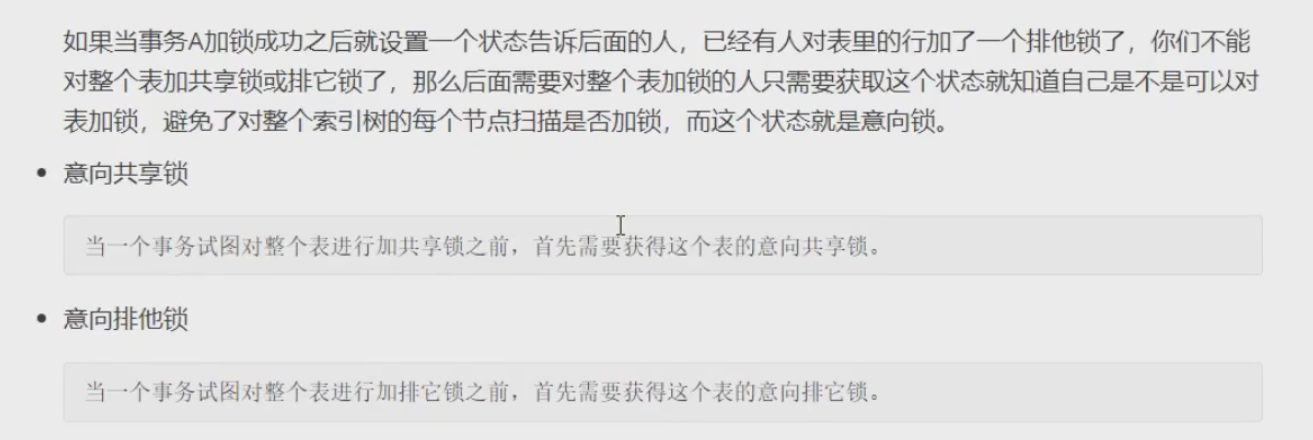 如果当事务A加锁成功之后就设置一个状态告诉后面的人，已经有人对表里的行加了一个排他锁了，你们不能
对整个表加共享锁或排它锁了，那么后面需要对整个表加锁的人只需要获取这个状态就知道自己是不是可以对
表加锁，避免了对整个索引树的每个节点扫描是否加锁，而这个状态就是意向锁。
• 意向共享锁
当一个事务试图对整个表进行加共享锁之前，首先需要获得这个表的意向共享锁。
• 意向排他锁
当一个事务试图对整个表进行加排它锁之前，首先需要获得这个表的意向排它锁。